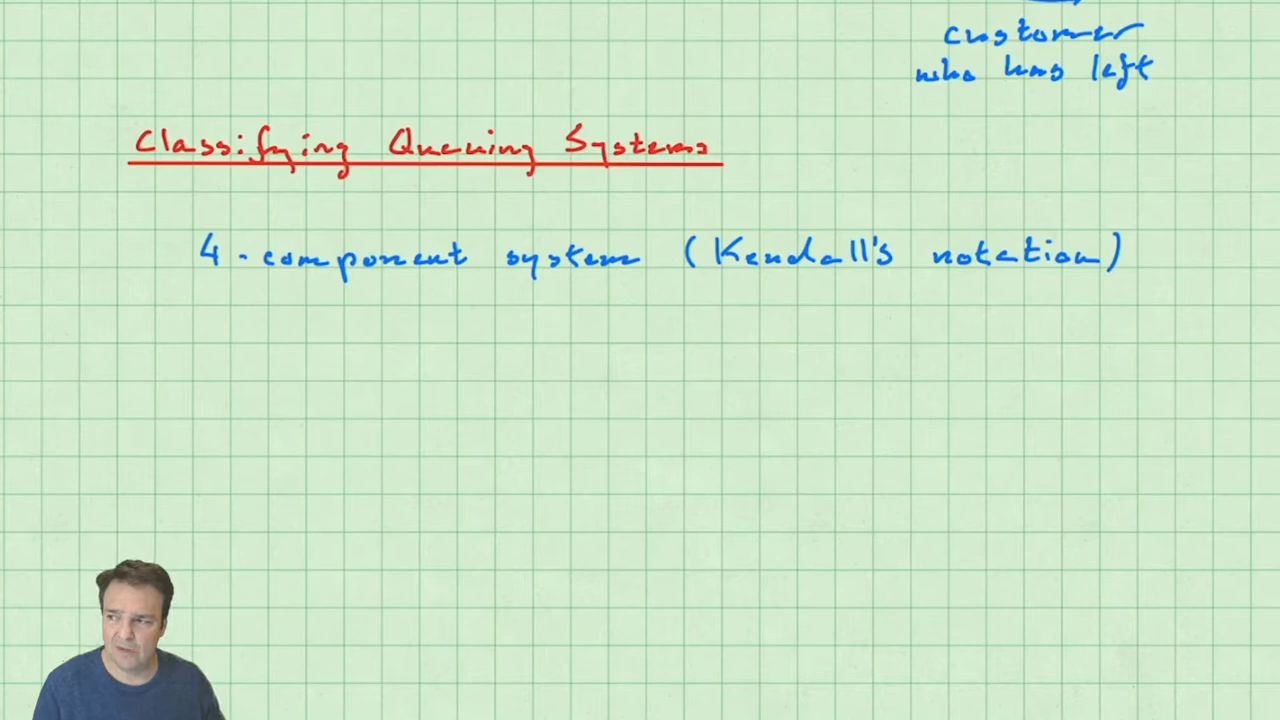 customer
who has left
Classifying Queuing Systems
4-component system (Kendall's notation)